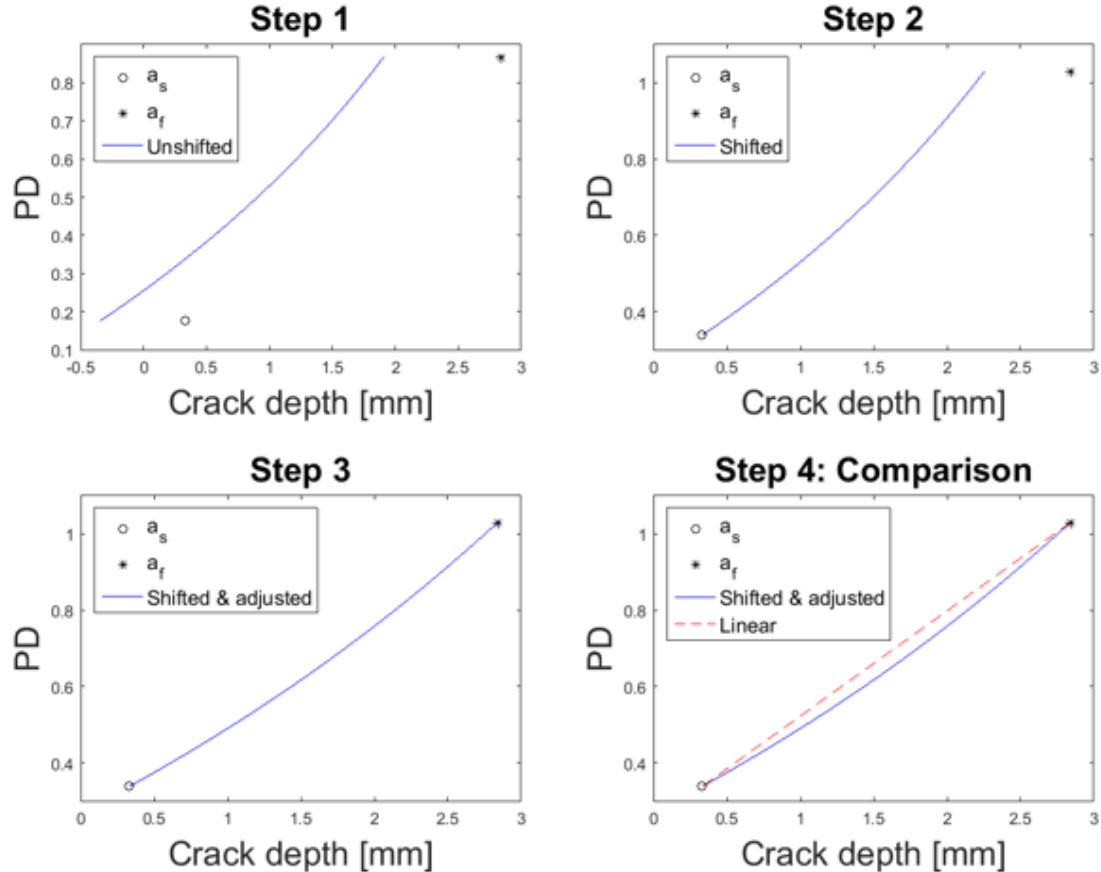 Step 1
a_s
a_f
Unshifted
PD
0.8
0.7
0.6
0.5
0.4
0.3
0.2
0.1
-0.5 0 0.5 1 1.5 2 2.5 3
Crack depth [mm]
Step 2
a_s
a_f
Shifted
PD
1
0.8
0.6
0.4
0 0.5 1 1.5 2 2.5 3
Crack depth [mm]
Step 3
a_s
a_f
Shifted & adjusted
PD
1
0.8
0.6
0.4
0 0.5 1 1.5 2 2.5 3
Crack depth [mm]
Step 4: Comparison
a_s
a_f
Shifted & adjusted
Linear
PD
1
0.8
0.6
0.4
0 0.5 1 1.5 2 2.5 3
Crack depth [mm]